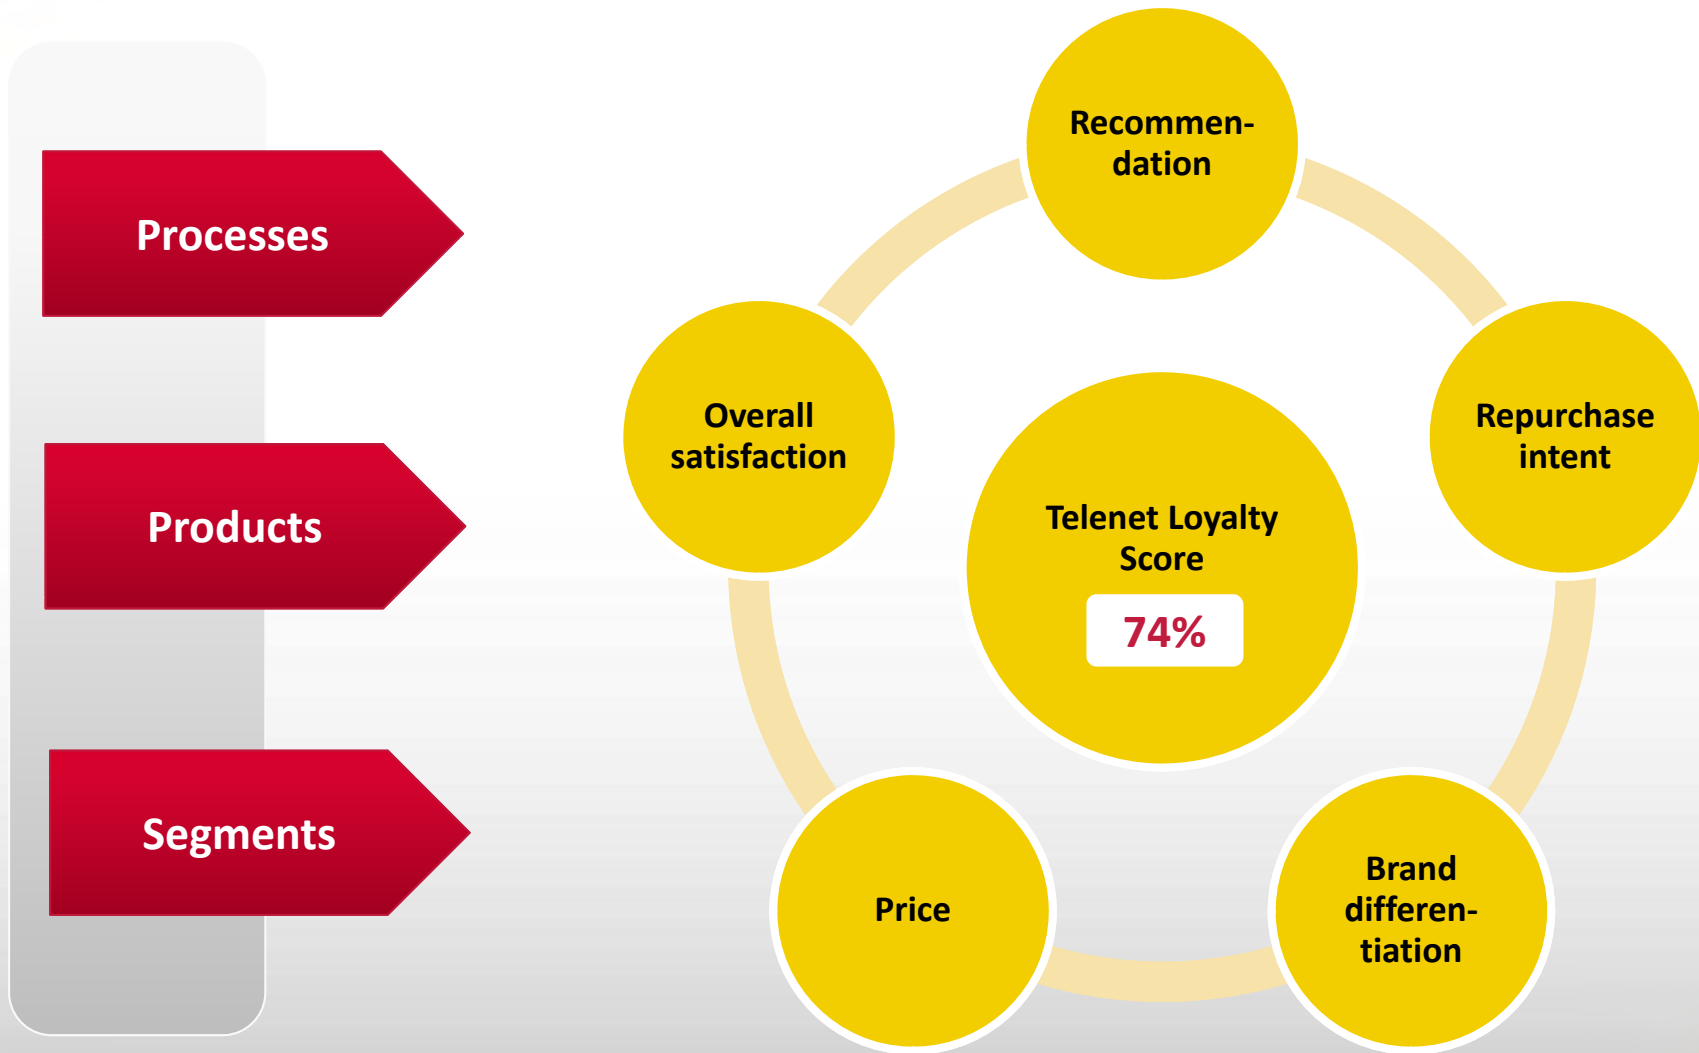 Processes
Products
Segments
Recommen-
dation
Overall
satisfaction
Repurchase
intent
Telenet Loyalty
Score
74%
Price
Brand
differen-
tiation